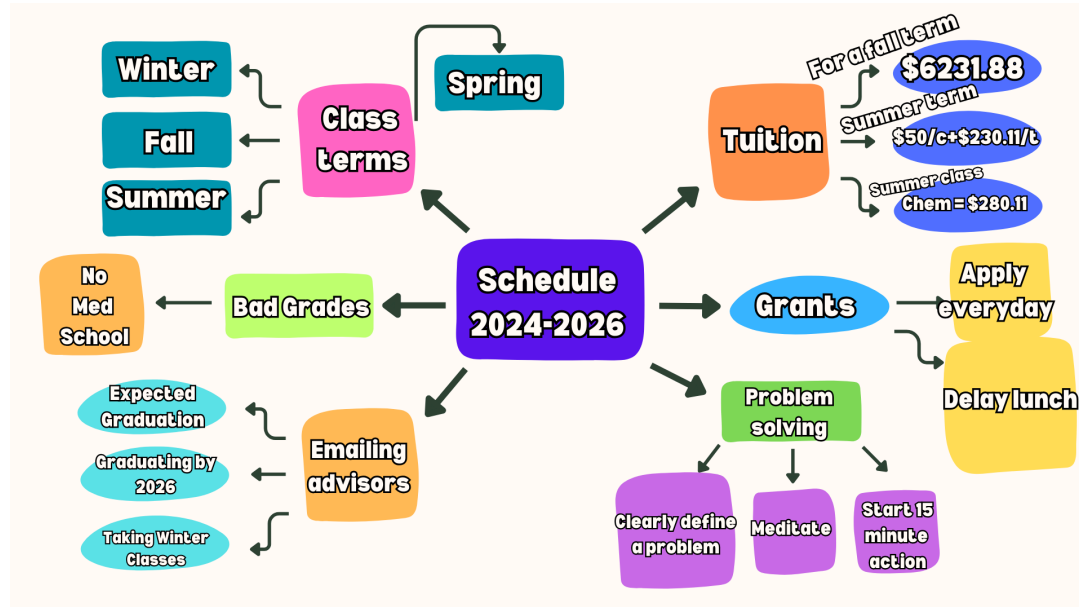 Schedule
2024-2026
Class
terms
Winter
Fall
Summer
Spring
Tuition
For a fall term
$6231.88
Summer term
$50/c+$230.11/t
Summer class
Chem = $280.11
Bad Grades
No
Med
School
Grants
Apply
everyday
Delay lunch
Emailing
advisors
Expected
Graduation
Graduating by
2026
Taking Winter
Classes
Problem
solving
Clearly define
a problem
Meditate
Start 15
minute
action